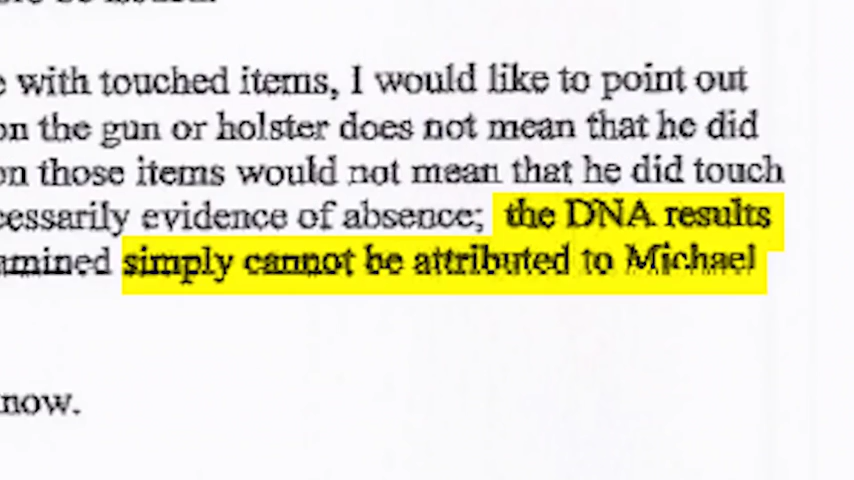 with touched items, I would like to point out
on the gun or holster does not mean that he did
on those items would not mean that he did touch
cessarily evidence of absence; the DNA results
amined simply cannot be attributed to Michael
now.